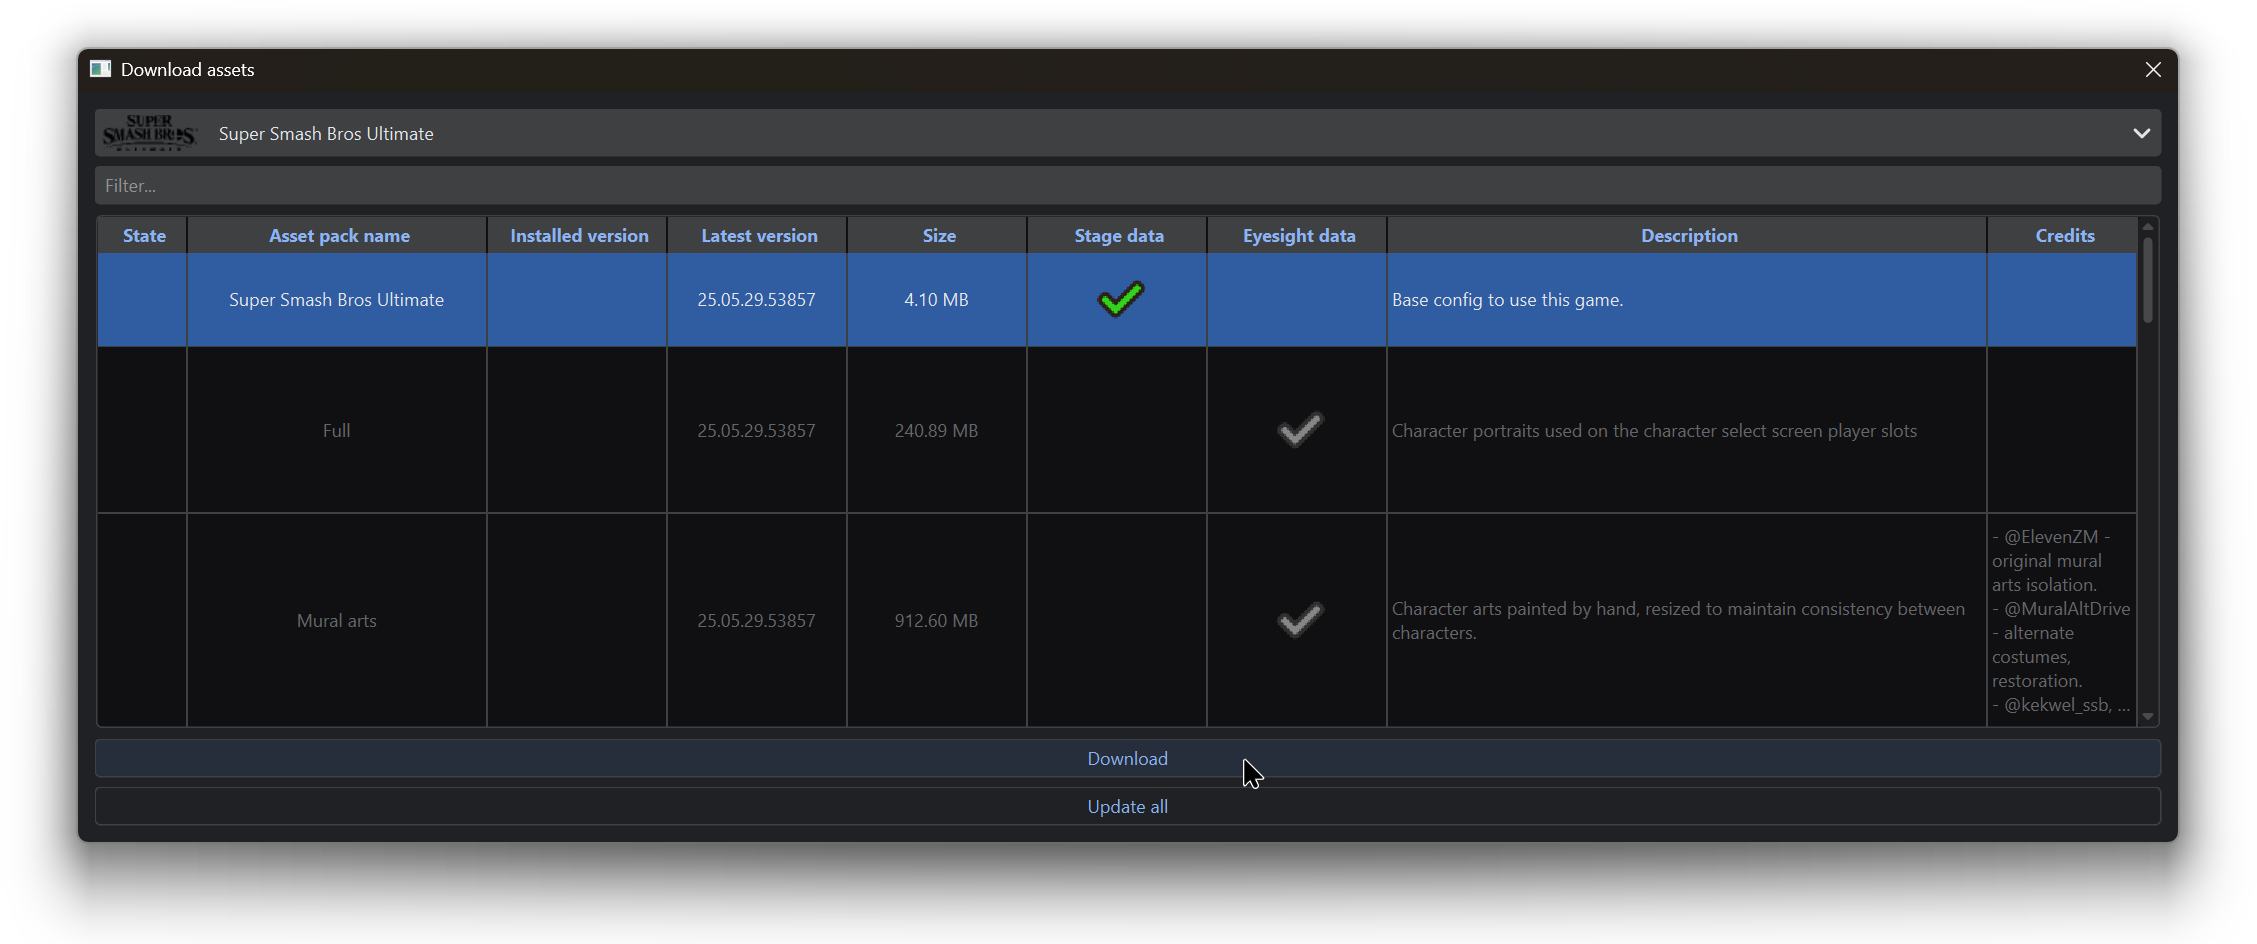 Download assets
SUPER
SMASH BROS
ULTIMATE
Super Smash Bros Ultimate
Filter...
State Asset pack name Installed version Latest version Size Stage data Eyesight data Description Credits
Super Smash Bros Ultimate 25.05.29.53857 4.10 MB Base config to use this game.
Full 25.05.29.53857 240.89 MB Character portraits used on the character select screen player slots
Mural arts 25.05.29.53857 912.60 MB Character arts painted by hand, resized to maintain consistency between
characters.
- @ElevenZM -
original mural
arts isolation.
- @MuralAltDrive
- alternate
costumes,
restoration.
- @kekwel_ssb, ...
Download
Update all